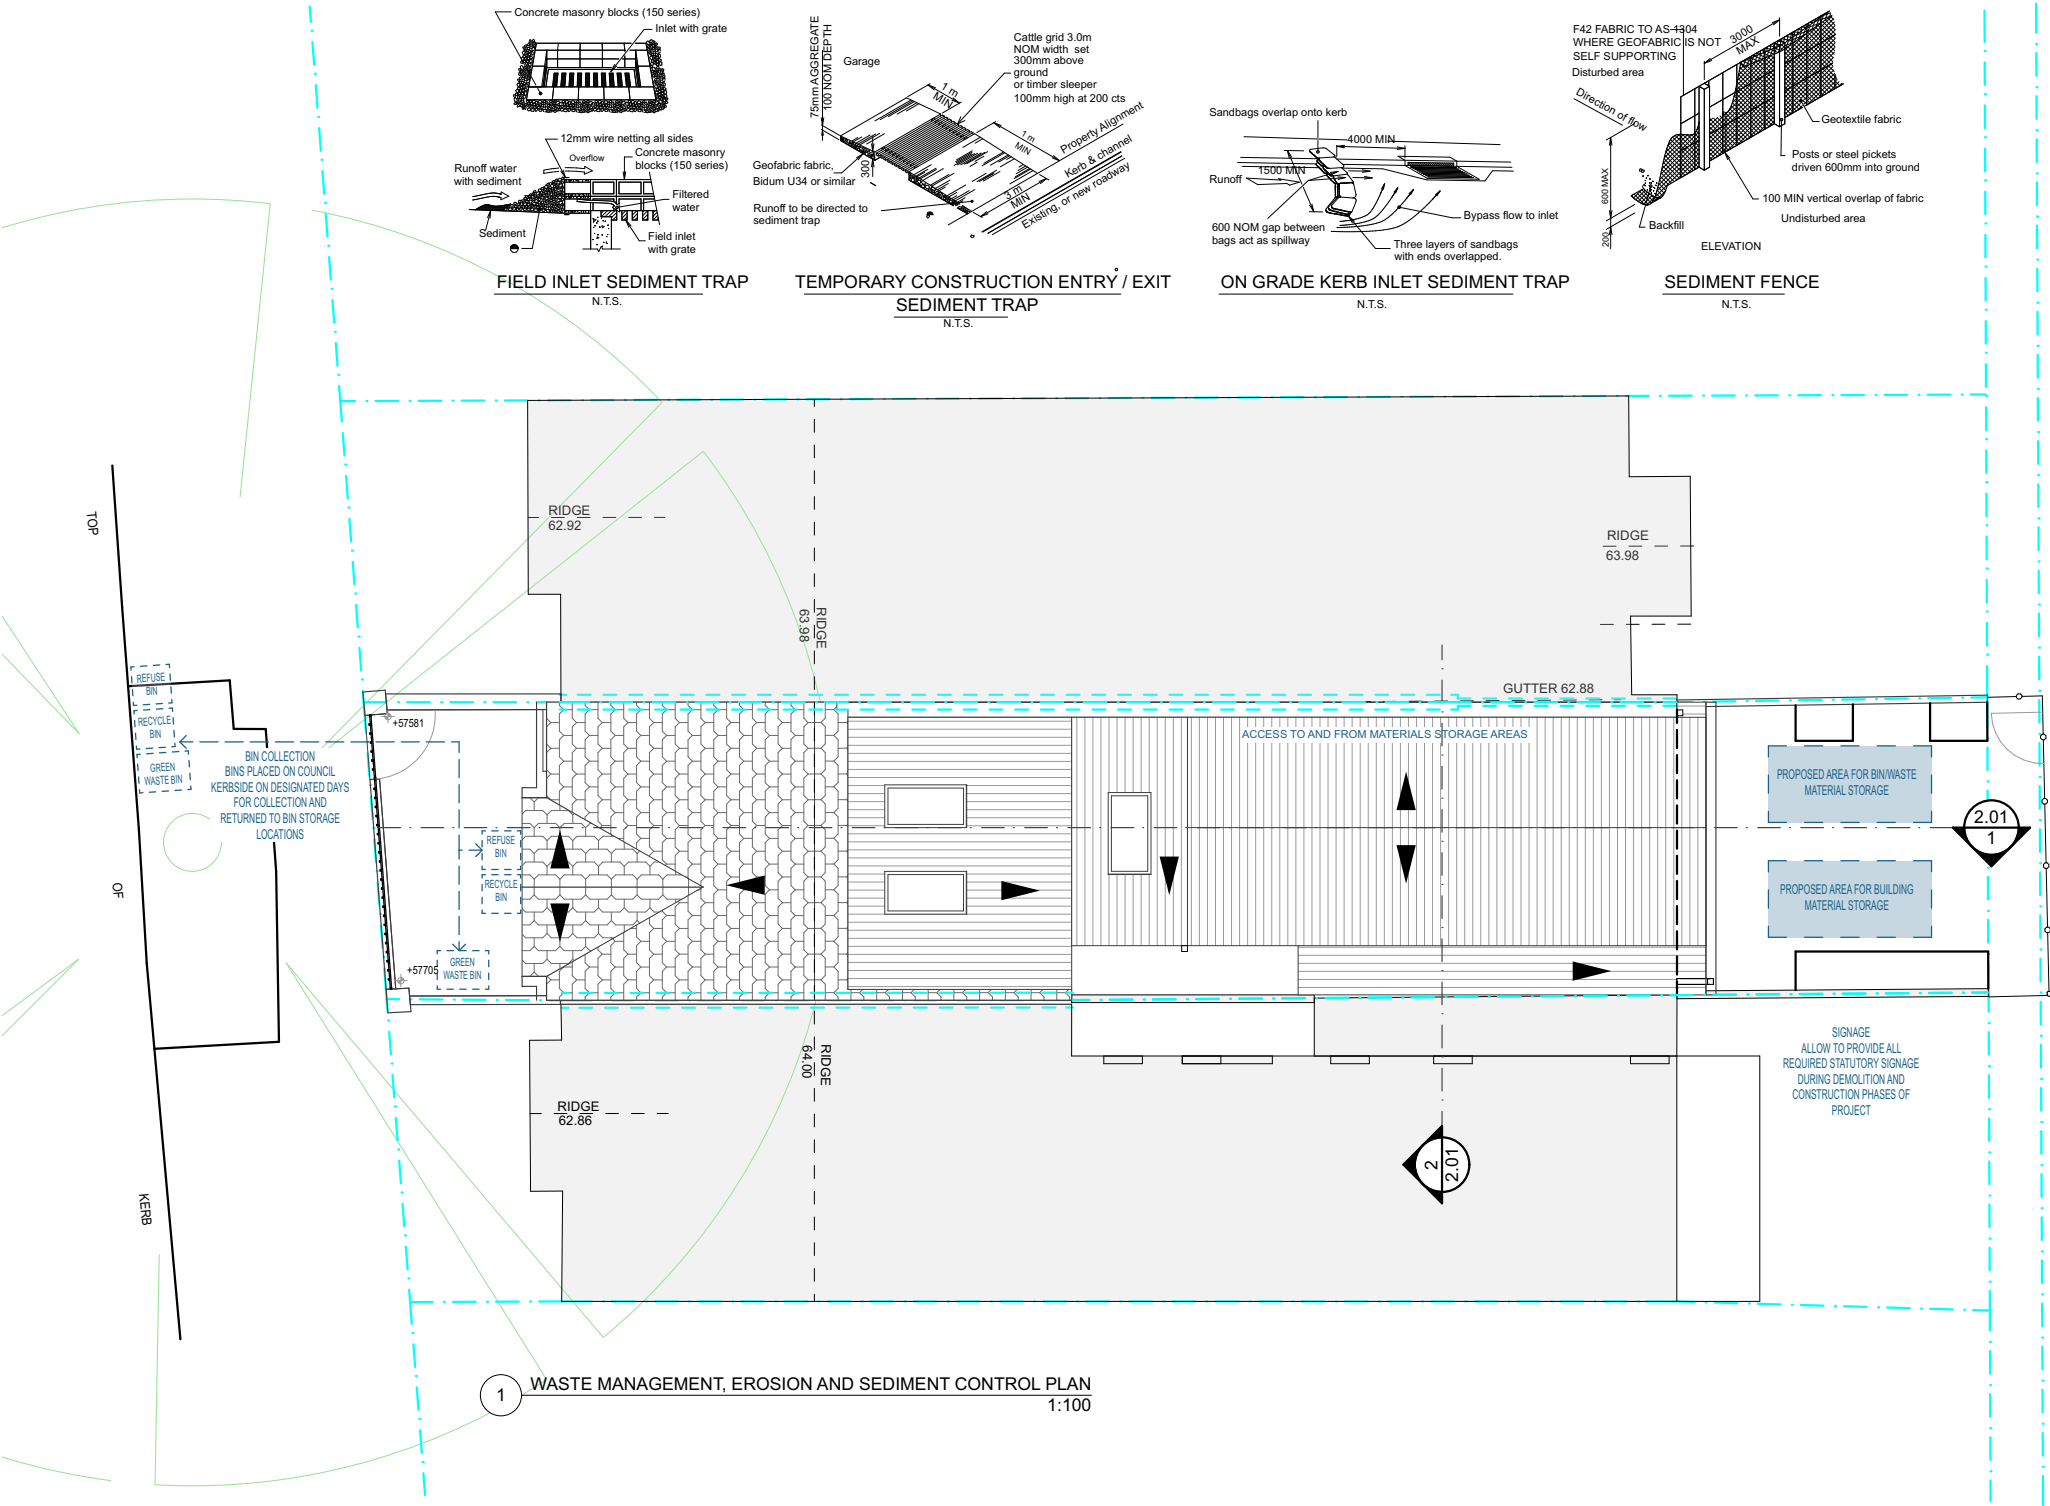 Concrete masonry blocks (150 series)
Inlet with grate
12mm wire netting all sides
Overflow
Concrete masonry
blocks (150 series)
Runoff water
with sediment
Filtered
water
Sediment
Field inlet
with grate
FIELD INLET SEDIMENT TRAP
N.T.S.
75mm AGGREGATE
100 NOM DEPTH
Garage
Cattle grid 3.0m
NOM width set
300mm above
ground
or timber sleeper
100mm high at 200 cts
1 m
MIN
1 m
MIN
Property Alignment
Kerb & channel
Existing, or new roadway
3 m
MIN
300
Geofabric fabric,
Bidum U34 or similar
Runoff to be directed to
sediment trap
TEMPORARY CONSTRUCTION ENTRY / EXIT
SEDIMENT TRAP
N.T.S.
Sandbags overlap onto kerb
4000 MIN
1500 MIN
Runoff
600 NOM gap between
bags act as spillway
Bypass flow to inlet
Three layers of sandbags
with ends overlapped.
ON GRADE KERB INLET SEDIMENT TRAP
N.T.S.
F42 FABRIC TO AS-1304
WHERE GEOFABRIC IS NOT
SELF SUPPORTING
Disturbed area
3000
MAX
Direction of flow
Geotextile fabric
Posts or steel pickets
driven 600mm into ground
600 MAX
100 MIN vertical overlap of fabric
200
Backfill
Undisturbed area
ELEVATION
SEDIMENT FENCE
N.T.S.
TOP
OF
KERB
RIDGE
62.92
RIDGE
63.98
RIDGE
63.98
GUTTER 62.88
REFUSE
BIN
RECYCLE
BIN
GREEN
WASTE BIN
+57581
BIN COLLECTION
BINS PLACED ON COUNCIL
KERBSIDE ON DESIGNATED DAYS
FOR COLLECTION AND
RETURNED TO BIN STORAGE
LOCATIONS
REFUSE
BIN
RECYCLE
BIN
GREEN
WASTE BIN
+57705
ACCESS TO AND FROM MATERIALS STORAGE AREAS
PROPOSED AREA FOR BIN/WASTE
MATERIAL STORAGE
PROPOSED AREA FOR BUILDING
MATERIAL STORAGE
2.01
1
SIGNAGE
ALLOW TO PROVIDE ALL
REQUIRED STATUTORY SIGNAGE
DURING DEMOLITION AND
CONSTRUCTION PHASES OF
PROJECT
RIDGE
64.00
RIDGE
62.86
2
2.01
1
WASTE MANAGEMENT, EROSION AND SEDIMENT CONTROL PLAN
1:100